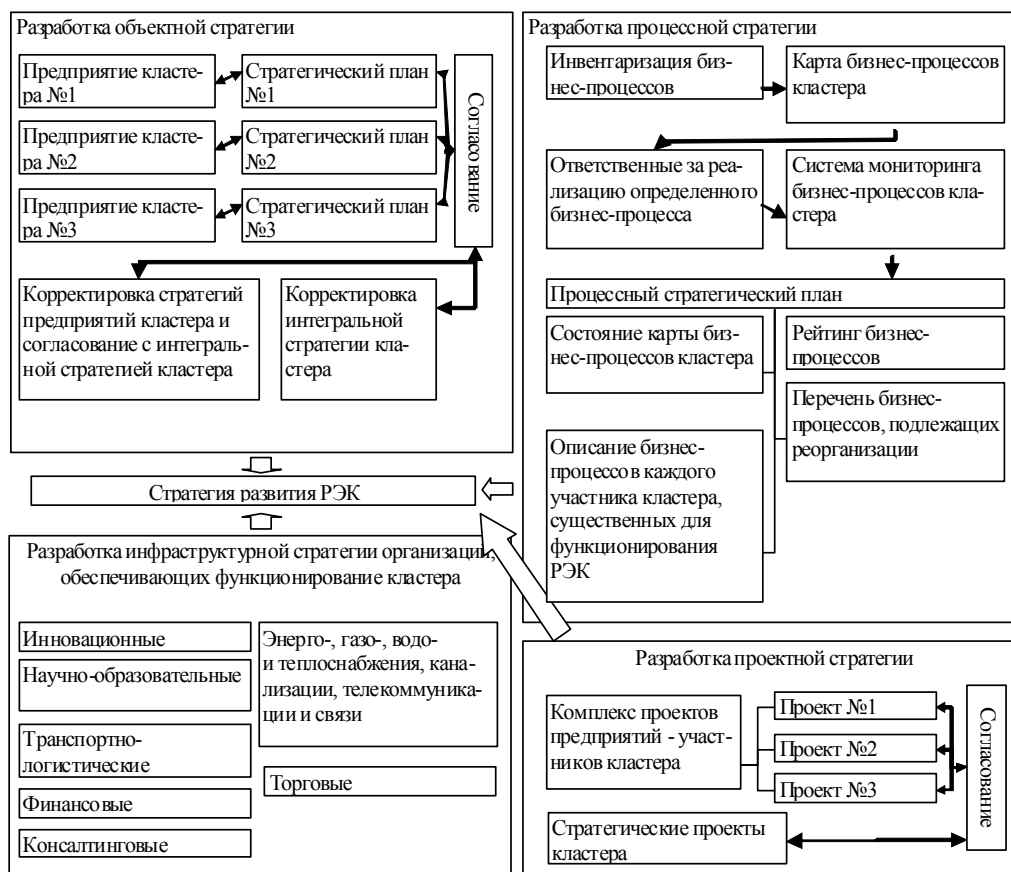 Разработка объектной стратегии
Предприятие класте-
ра №1
Стратегический план
№1
Предприятие класте-
ра №2
Стратегический план
№2
Предприятие класте-
ра №3
Стратегический план
№3
Согласование
Корректировка стратегий
предприятий кластера и
согласование с интеграль-
ной стратегией кластера
Корректировка
интегральной
стратегии кла-
стера
Разработка процессной стратегии
Инвентаризация биз-
нес-процессов
Карта бизнес-процессов
кластера
Ответственные за реа-
лизацию определенного
бизнес-процесса
Система мониторинга
бизнес-процессов кла-
стера
Процессный стратегический план
Состояние карты биз-
нес-процессов кластера
Рейтинг бизнес-
процессов
Перечень бизнес-
процессов, подлежащих
реорганизации
Описание бизнес-
процессов каждого
участника кластера,
существенных для
функционирования
РЭК
Стратегия развития РЭК
Разработка инфраструктурной стратегии организаций,
обеспечивающих функционирование кластера
Инновационные
Научно-образовательные
Транспортно-
логистические
Финансовые
Консалтинговые
Энерго-, газо-, водо-
и теплоснабжения, кана-
лизации, телекоммуника-
ции и связи
Торговые
Разработка проектной стратегии
Комплекс проектов
предприятий - участ-
ников кластера
Проект №1
Проект №2
Проект №3
Согласование
Стратегические проекты
кластера